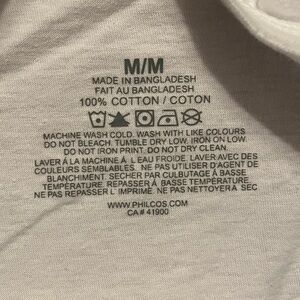 M/M
MADE IN BANGLADESH
FAIT AU BANGLADESH
100% COTTON / COTON
MACHINE WASH COLD. WASH WITH LIKE COLOURS
DO NOT BLEACH. TUMBLE DRY LOW. IRON ON LOW
DO NOT IRON PRINT. DO NOT DRY CLEAN.
LAVER À LA MACHINE À L EAU FROIDE. LAVER AVEC DES
COULEURS SEMBLABLES. NE PAS UTILISER D'AGENT DE
BLANCHIMENT. SECHER PAR CULBUTAGE À BASSE
TEMPÉRATURE. REPASSER À BASSE TEMPÉRATURE.
NE PAS REPASSER L IMPRIMÉ. NE PAS NETTOYER À SEC
WWW.PHILCOS.COM
CA# 41900